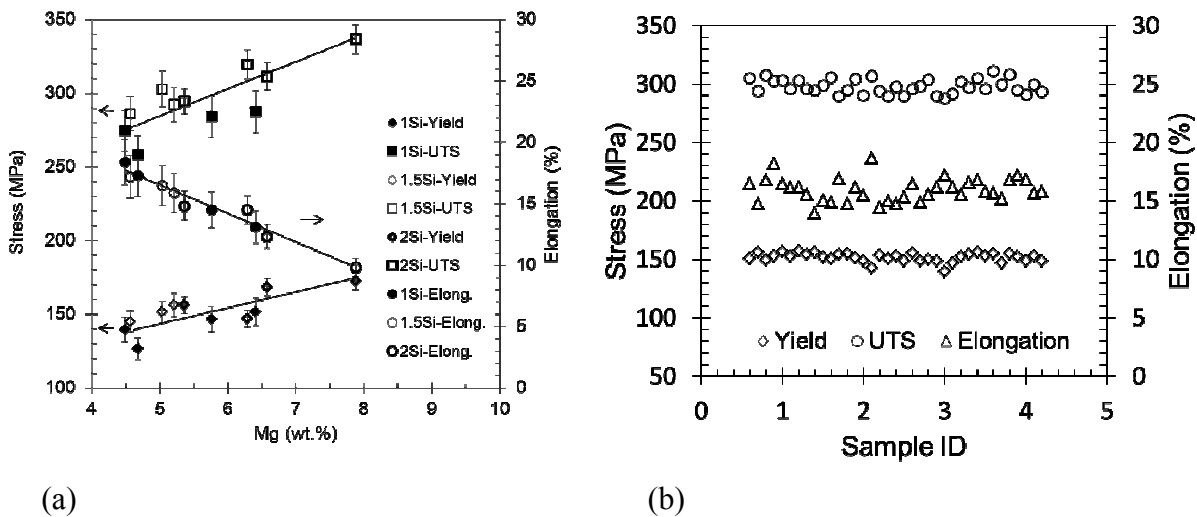 350
300
250
200
150
100
Stress (MPa)
30
25
20
15
10
5
0
Elongation (%)
1Si-Yield
1Si-UTS
1.5Si-Yield
1.5Si-UTS
2Si-Yield
2Si-UTS
1Si-Elong.
1.5Si-Elong.
2Si-Elong.
4 5 6 7 8 9 10
Mg (wt.%)
(a)
350
300
250
200
150
100
50
Stress (MPa)
30
25
20
15
10
5
0
Elongation (%)
Yield UTS Elongation
0 1 2 3 4 5
Sample ID
(b)